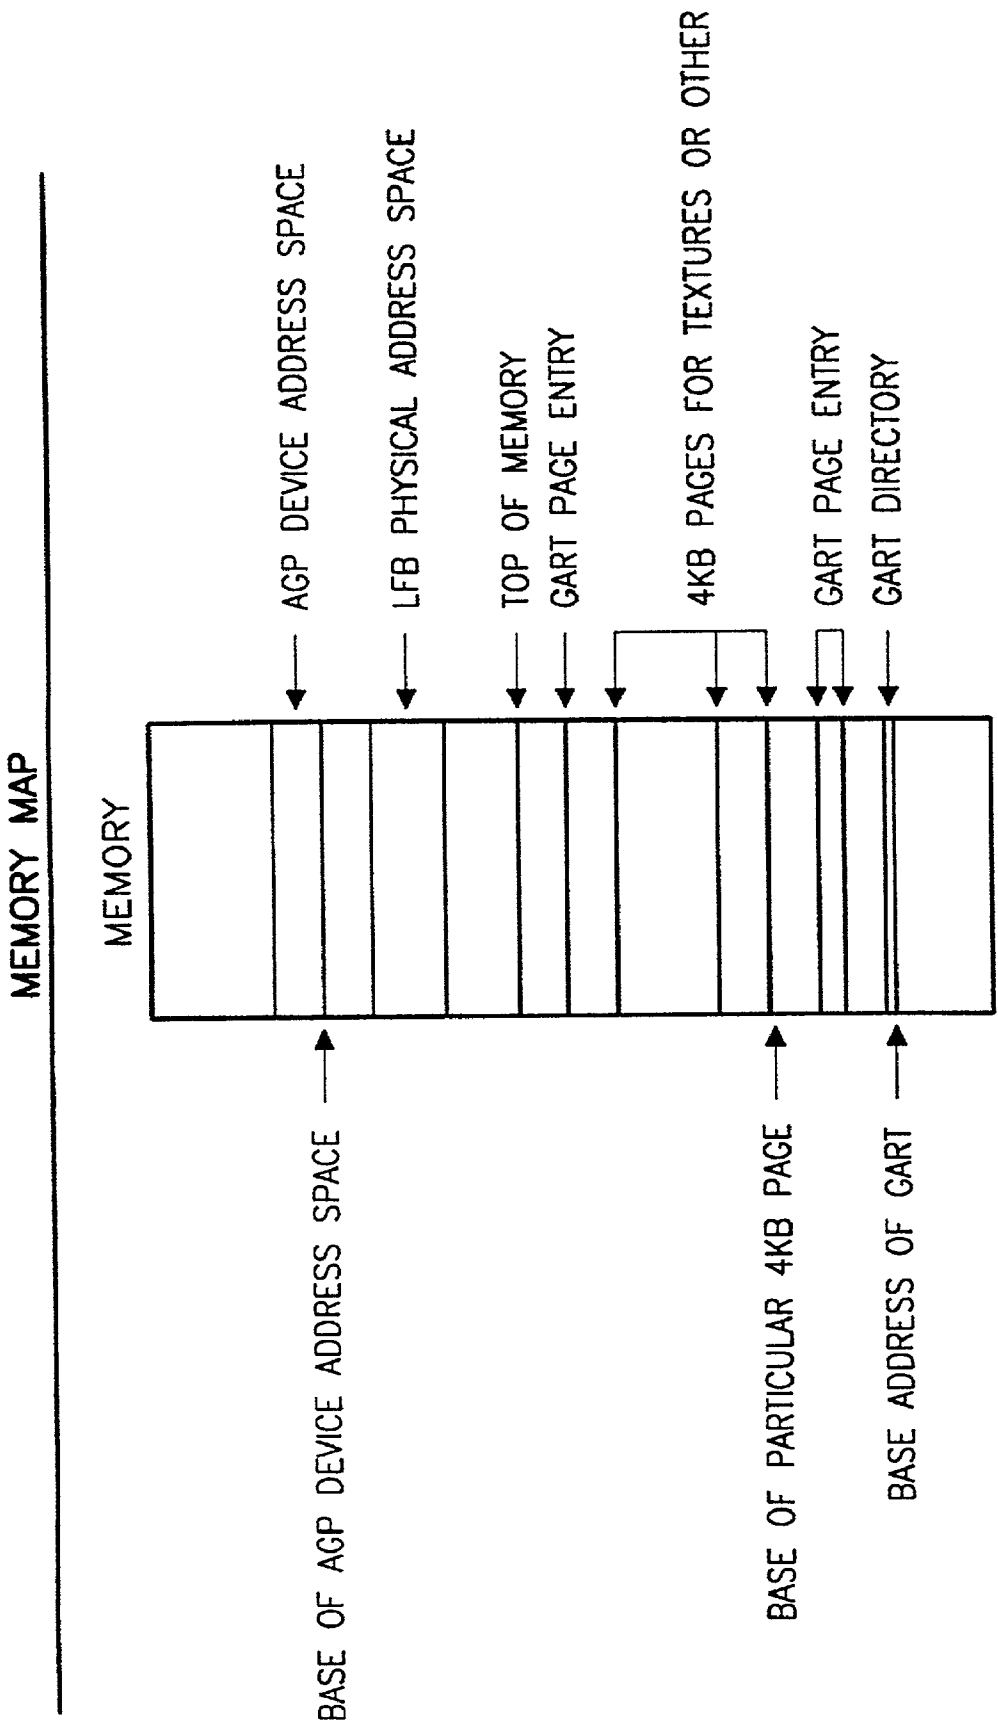 MEMORY MAP
MEMORY
AGP DEVICE ADDRESS SPACE
BASE OF AGP DEVICE ADDRESS SPACE
LFB PHYSICAL ADDRESS SPACE
TOP OF MEMORY
GART PAGE ENTRY
4KB PAGES FOR TEXTURES OR OTHER
BASE OF PARTICULAR 4KB PAGE
GART PAGE ENTRY
GART DIRECTORY
BASE ADDRESS OF GART